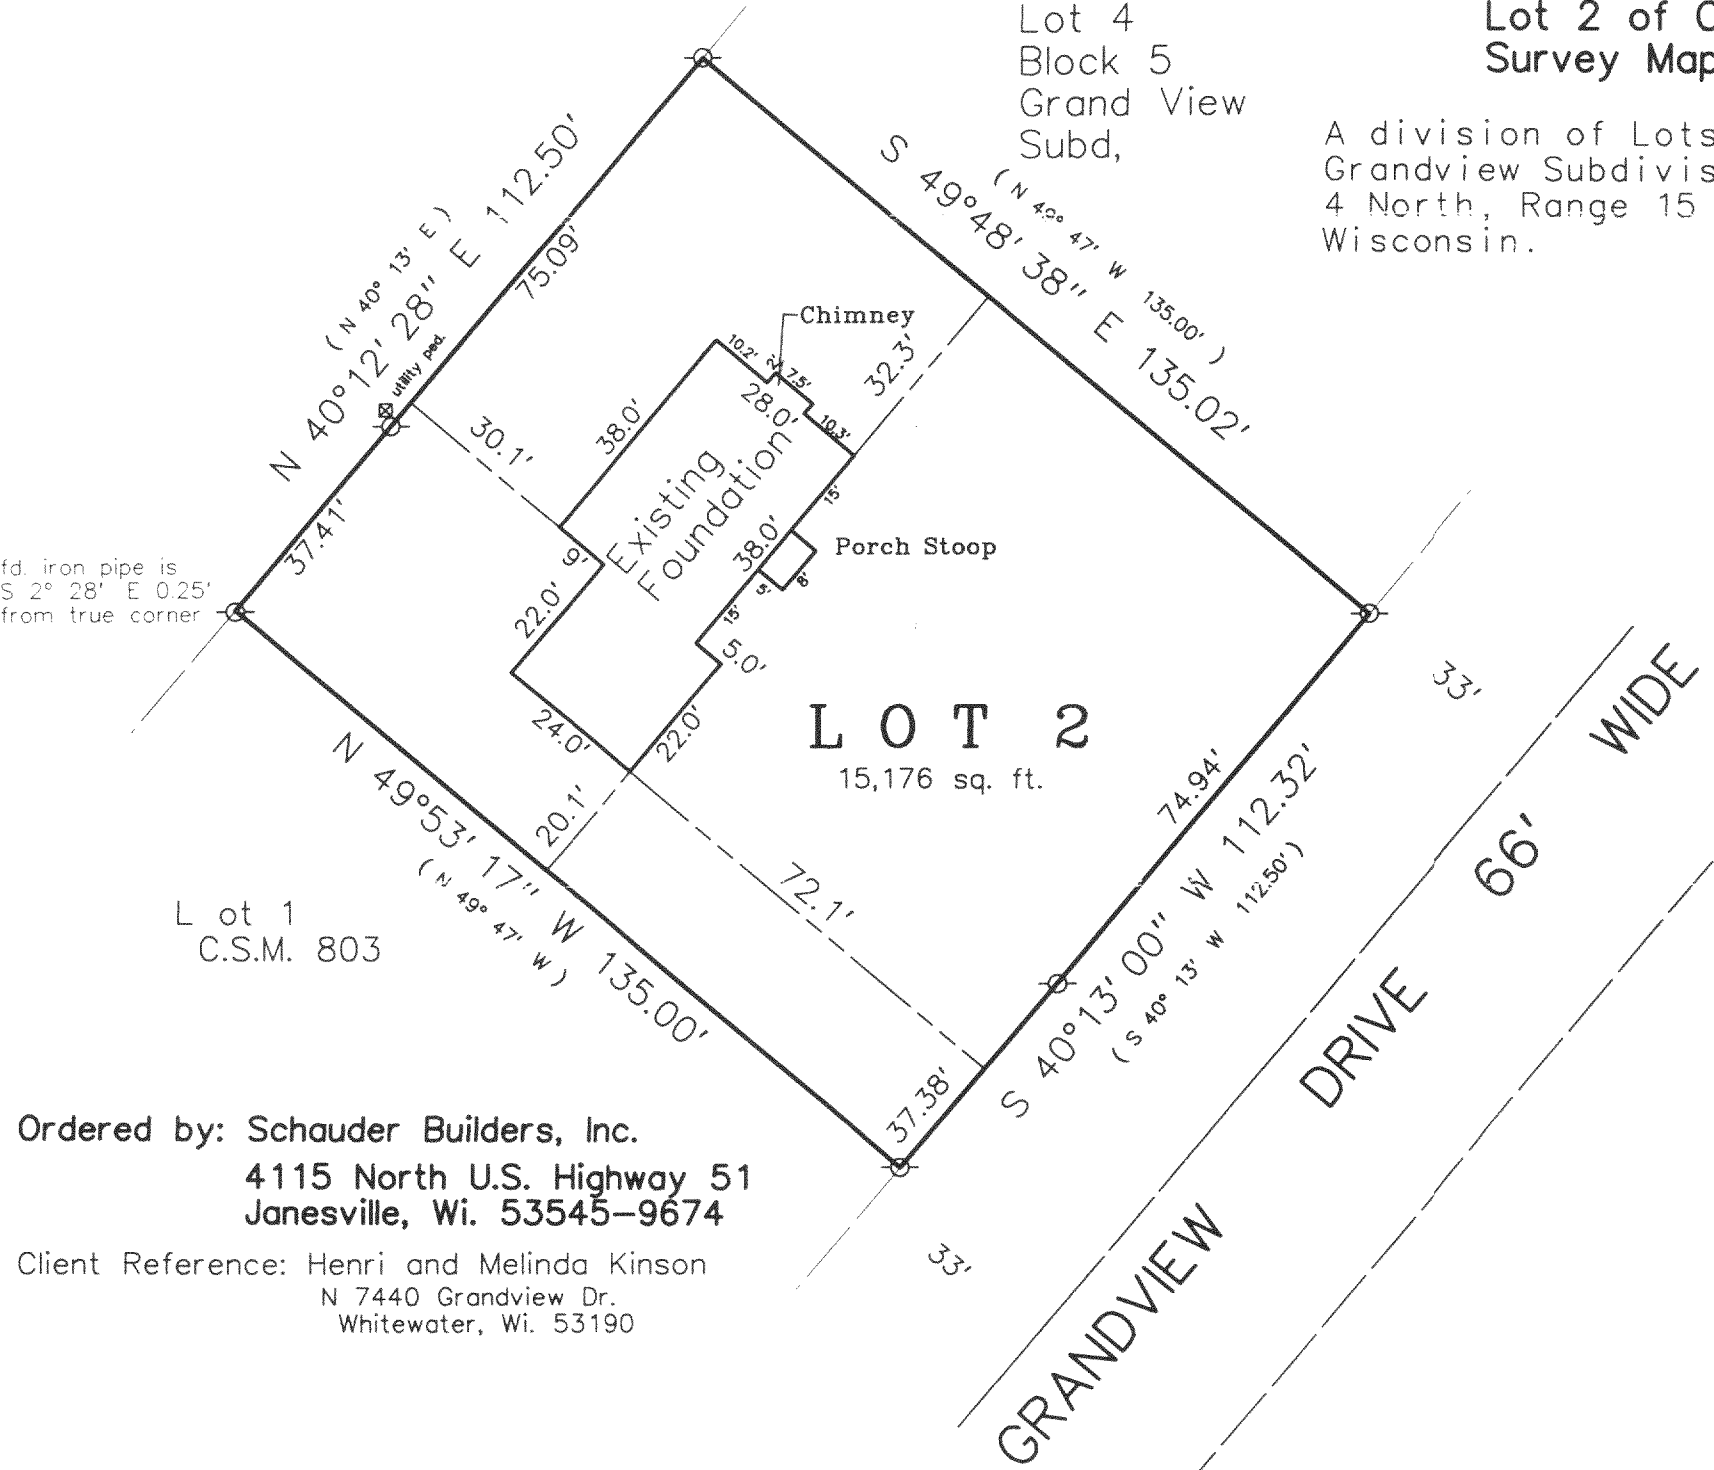 Lot 4
Block 5
Grand View
Subd,
Lot 2 of C
Survey Map
A division of Lots
Grandview Subdivis
4 North, Range 15
Wisconsin.
N 40°12' 28" E 112.50'
(N 40° 13' E)
75.09'
37.41'
utility ped.
S 49°48' 38" E 135.02'
(N 49° 47' W 135.00')
Chimney
10.2'
2'
7.5'
28.0'
10.3'
32.3'
30.1'
38.0'
Existing
Foundation
15'
38.0'
Porch Stoop
5'
8'
15'
9'
22.0'
5.0'
24.0'
22.0'
20.1'
72.1'
fd. iron pipe is
S 2° 28' E 0.25'
from true corner
LOT 2
15,176 sq. ft.
N 49°53' 17" W 135.00'
(N 49° 47' W)
L ot 1
C.S.M. 803
74.94'
37.38'
S 40°13' 00" W 112.32'
(S 40° 13' W 112.50')
33'
33'
GRANDVIEW DRIVE 66' WIDE
Ordered by: Schauder Builders, Inc.
4115 North U.S. Highway 51
Janesville, Wi. 53545-9674
Client Reference: Henri and Melinda Kinson
N 7440 Grandview Dr.
Whitewater, Wi. 53190